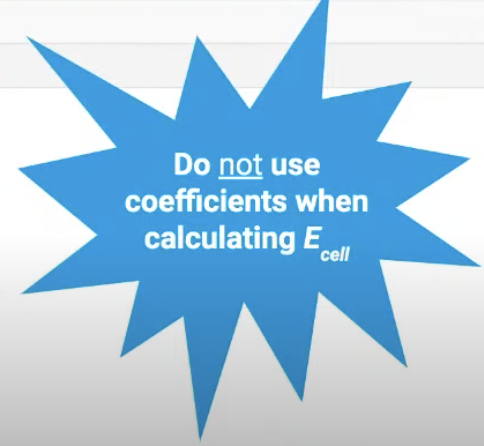 Do not use
coefficients when
calculating E cell